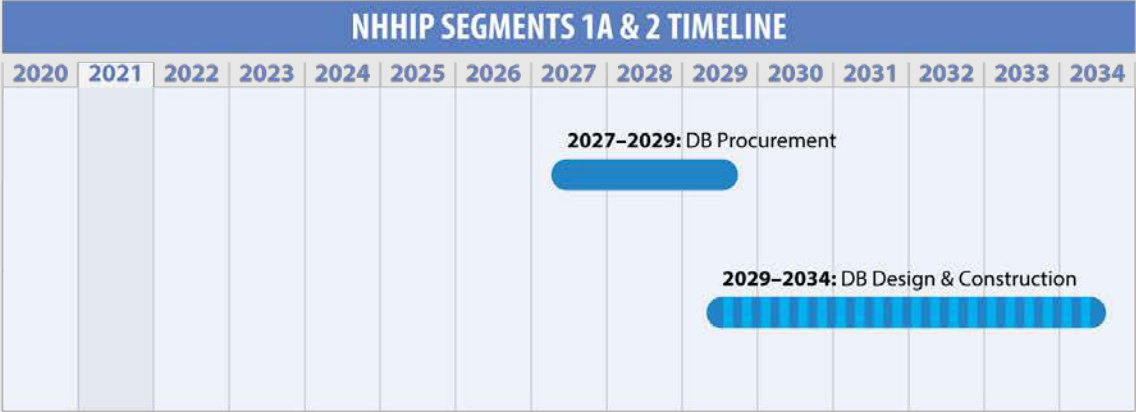 NHHIP SEGMENTS 1A & 2 TIMELINE
2020 2021 2022 2023 2024 2025 2026 2027 2028 2029 2030 2031 2032 2033 2034
2027–2029: DB Procurement
2029–2034: DB Design & Construction